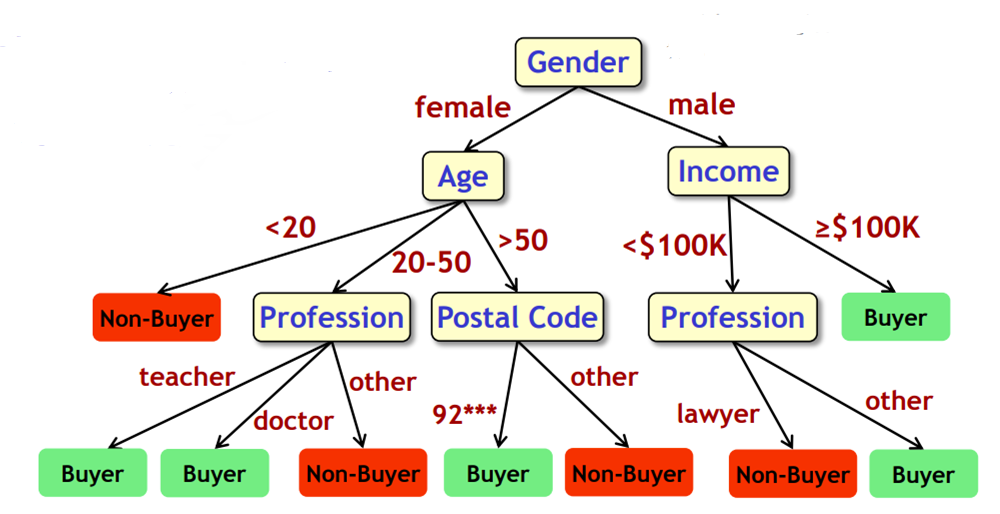 Gender
female
male
Age
Income
<20
20-50
>50
<$100K
≥$100K
Non-Buyer
Profession
Postal Code
Profession
Buyer
teacher
doctor
other
92***
other
lawyer
other
Buyer
Buyer
Non-Buyer
Buyer
Non-Buyer
Non-Buyer
Buyer